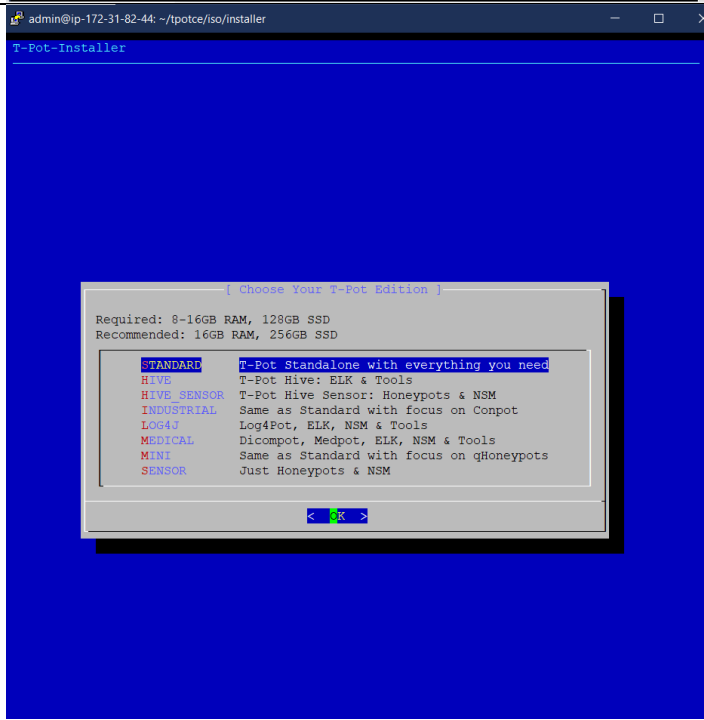 admin@ip-172-31-82-44: ~/tpotce/iso/installer
T-Pot-Installer
[ Choose Your T-Pot Edition ]
Required: 8-16GB RAM, 128GB SSD
Recommended: 16GB RAM, 256GB SSD
STANDARD T-Pot Standalone with everything you need
HIVE T-Pot Hive: ELK & Tools
HIVE_SENSOR T-Pot Hive Sensor: Honeypots & NSM
INDUSTRIAL Same as Standard with focus on Conpot
LOG4J Log4Pot, ELK, NSM & Tools
MEDICAL Dicompot, Medpot, ELK, NSM & Tools
MINI Same as Standard with focus on qHoneypots
SENSOR Just Honeypots & NSM
< OK >